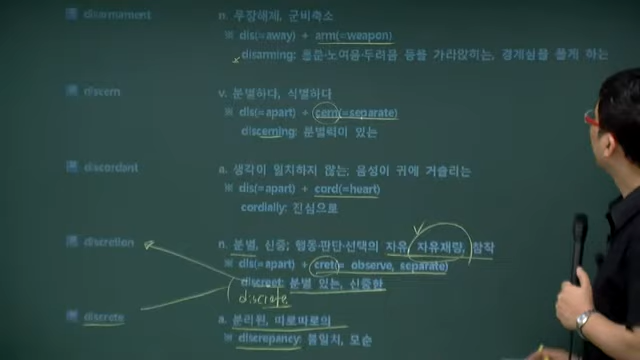 disarmament n. 무장해제, 군비축소
※ dis(=away) + arm(=weapon)
disarming: 흥분·노여움·두려움 등을 가라앉히는, 경계심을 풀게 하는
discern v. 분별하다, 식별하다
※ dis(=apart) + cern(=separate)
discerning: 분별력이 있는
discordant a. 생각이 일치하지 않는; 음성이 귀에 거슬리는
※ dis(=apart) + cord(=heart)
cordially: 진심으로
discretion n. 분별, 신중; 행동·판단·선택의 자유, 자유재량, 참작
※ dis(=apart) + cret(= observe, separate)
discreet: 분별 있는, 신중한
discrete
discrete a. 분리된, 따로따로의
※ discrepancy: 불일치, 모순